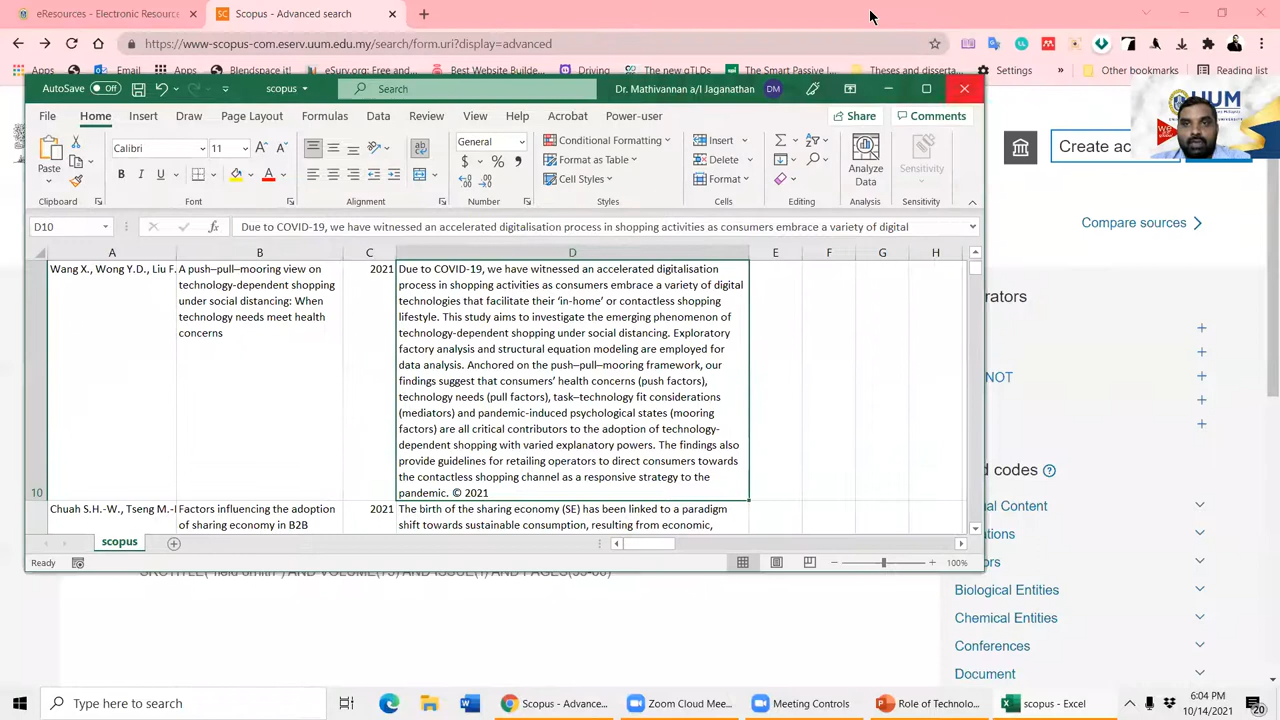 eResources - Electronic Resources
SC Scopus - Advanced search
https://www-scopus-com.eserv.uum.edu.my/search/form.uri?display=advanced
Apps
Email
Blendspace it!
eSurv.org: Free and...
Best Website Builder...
Driving
The new gTLDs
The Smart Passive I...
Theses and disserta...
Settings
Other bookmarks
Reading list
AutoSave Off
scopus
Search
Dr. Mathivannan a/l Jaganathan
DM
File Home Insert Draw Page Layout Formulas Data Review View Help Acrobat Power-user
Share
Comments
Paste
Calibri
11
General
Conditional Formatting
Format as Table
Cell Styles
Insert
Delete
Format
Analyze
Data
Sensitivity
Clipboard
Font
Alignment
Number
Styles
Cells
Editing
Analysis
Sensitivity
D10
fx
Due to COVID-19, we have witnessed an accelerated digitalisation process in shopping activities as consumers embrace a variety of digital
A B C D E F G H
Wang X., Wong Y.D., Liu F.
A push–pull–mooring view on
technology-dependent shopping
under social distancing: When
technology needs meet health
concerns
2021
Due to COVID-19, we have witnessed an accelerated digitalisation
process in shopping activities as consumers embrace a variety of digital
technologies that facilitate their ‘in-home’ or contactless shopping
lifestyle. This study aims to investigate the emerging phenomenon of
technology-dependent shopping under social distancing. Exploratory
factory analysis and structural equation modeling are employed for
data analysis. Anchored on the push–pull–mooring framework, our
findings suggest that consumers’ health concerns (push factors),
technology needs (pull factors), task–technology fit considerations
(mediators) and pandemic-induced psychological states (mooring
factors) are all critical contributors to the adoption of technology-
dependent shopping with varied explanatory powers. The findings also
provide guidelines for retailing operators to direct consumers towards
the contactless shopping channel as a responsive strategy to the
pandemic. © 2021
10
Chuah S.H.-W., Tseng M.-
Factors influencing the adoption
of sharing economy in B2B
2021
The birth of the sharing economy (SE) has been linked to a paradigm
shift towards sustainable consumption, resulting from economic,
scopus
Ready
100%
UUM
Create ac
Compare sources
rators
NOT
d codes
ual Content
utions
ors
Biological Entities
Chemical Entities
Conferences
Document
Type here to search
Scopus - Advance...
Zoom Cloud Mee...
Meeting Controls
Role of Technolo...
scopus - Excel
6:04 PM
10/14/2021
20